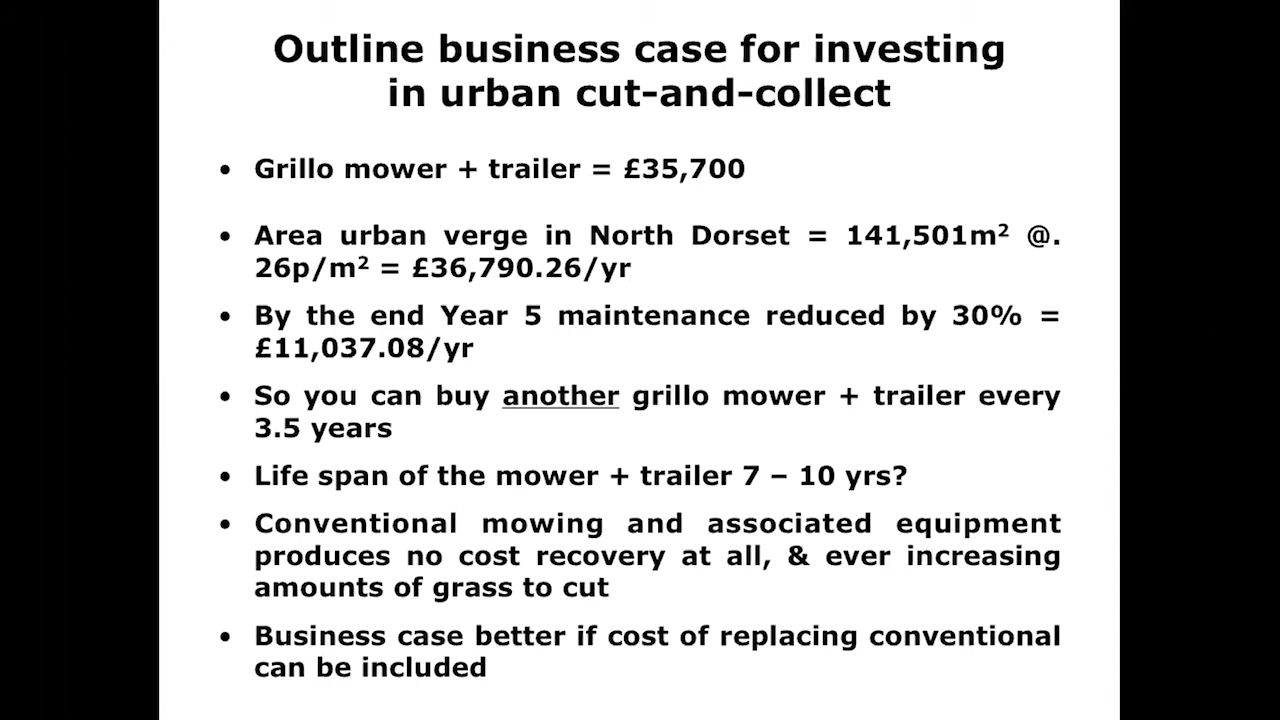 Outline business case for investing
in urban cut-and-collect
• Grillo mower + trailer = £35,700
• Area urban verge in North Dorset = 141,501m² @.
26p/m² = £36,790.26/yr
• By the end Year 5 maintenance reduced by 30% =
£11,037.08/yr
• So you can buy another grillo mower + trailer every
3.5 years
• Life span of the mower + trailer 7 – 10 yrs?
• Conventional mowing and associated equipment
produces no cost recovery at all, & ever increasing
amounts of grass to cut
• Business case better if cost of replacing conventional
can be included